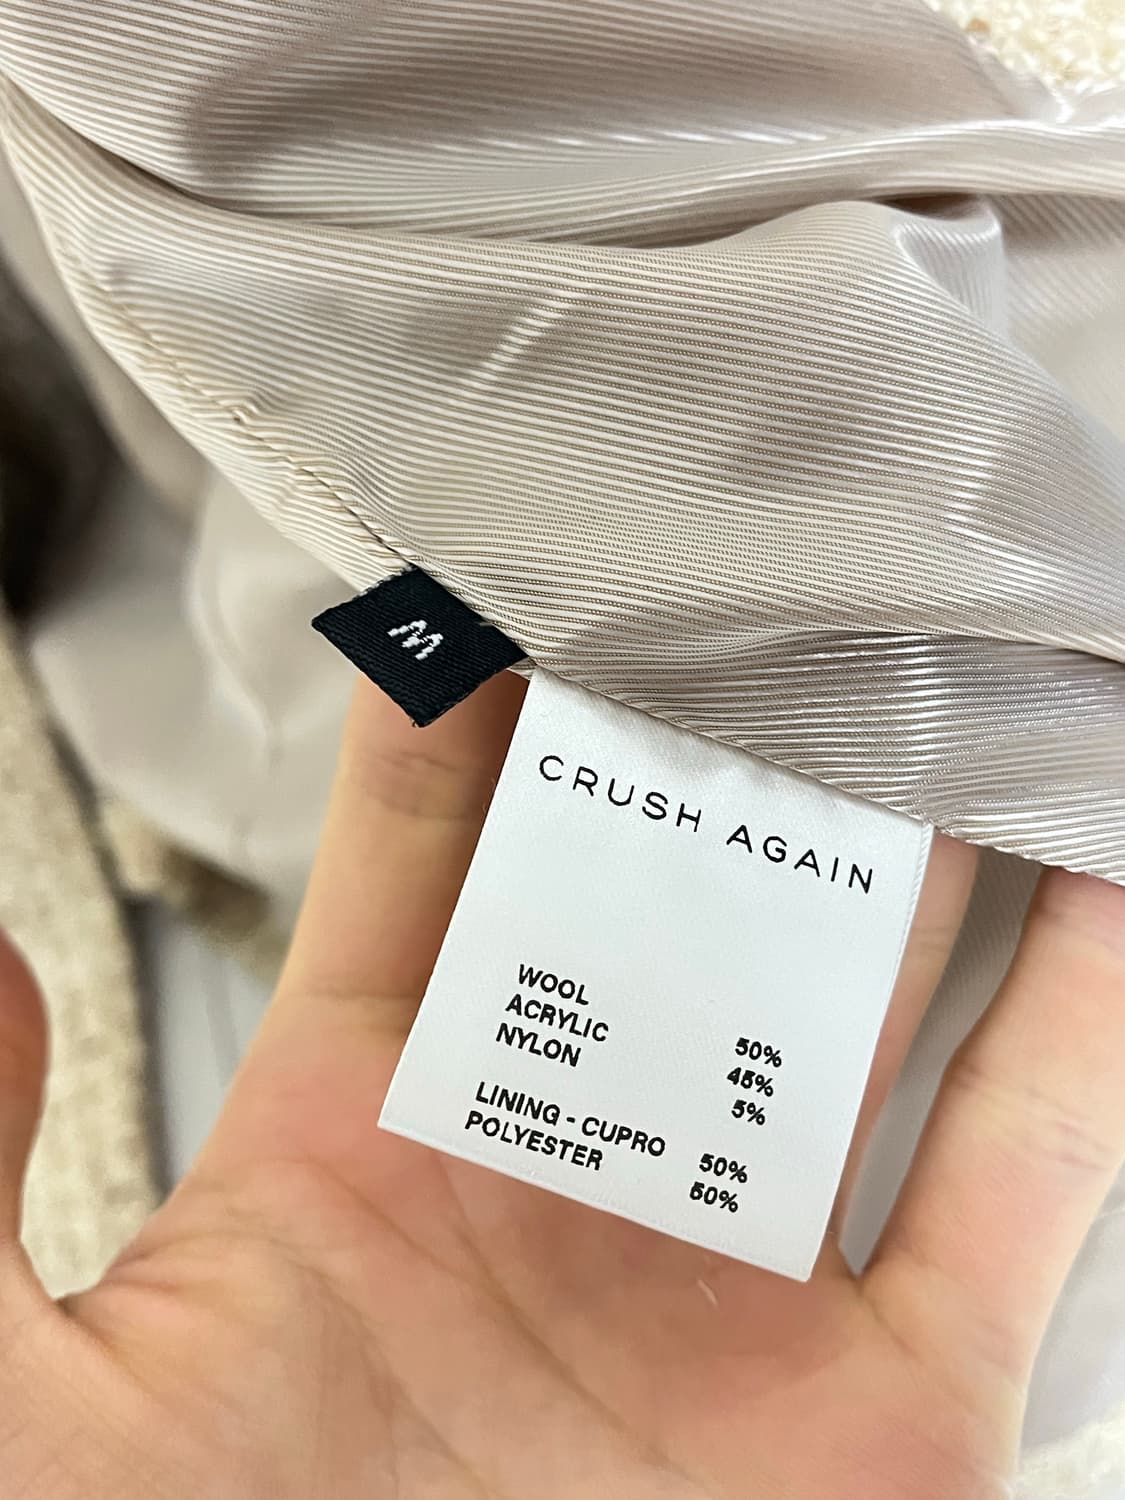 M
CRUSH AGAIN
WOOL 50%
ACRYLIC 45%
NYLON 5%
LINING - CUPRO 50%
POLYESTER 50%